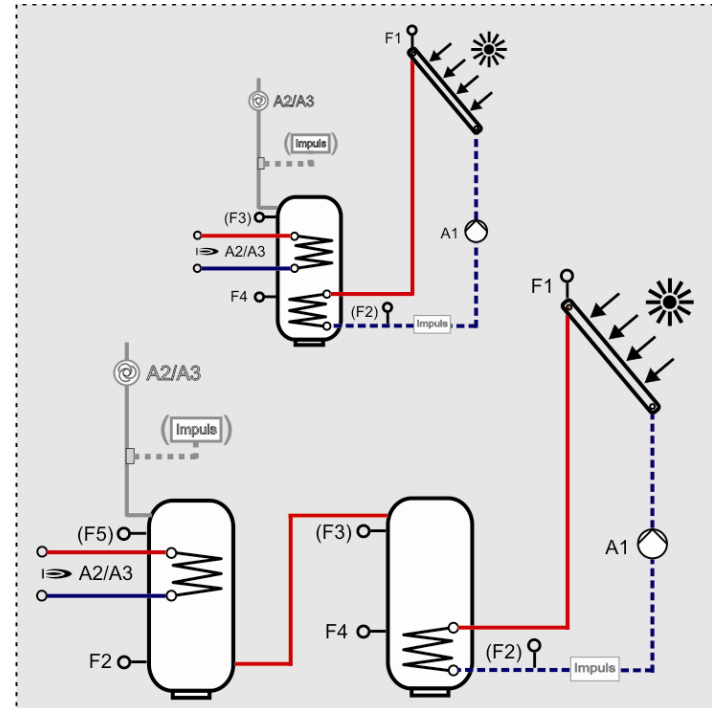 F1
A2/A3
(Impuls)
(F3)
A1
A2/A3
F4
(F2)
Impuls
F1
A2/A3
(Impuls)
(F5)
(F3)
A1
A2/A3
F4
F2
(F2)
Impuls